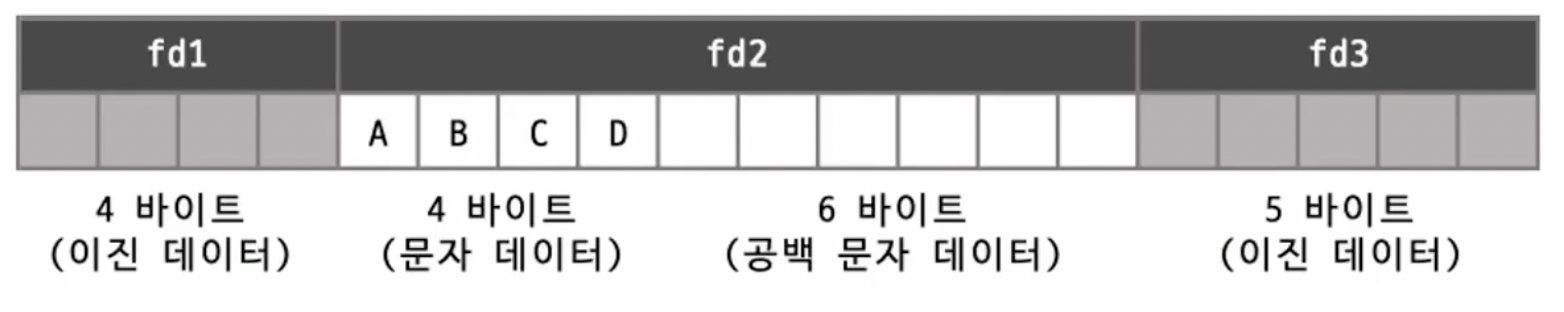 fd1 fd2 fd3
A B C D
4 바이트 4 바이트 6 바이트 5 바이트
(이진 데이터) (문자 데이터) (공백 문자 데이터) (이진 데이터)